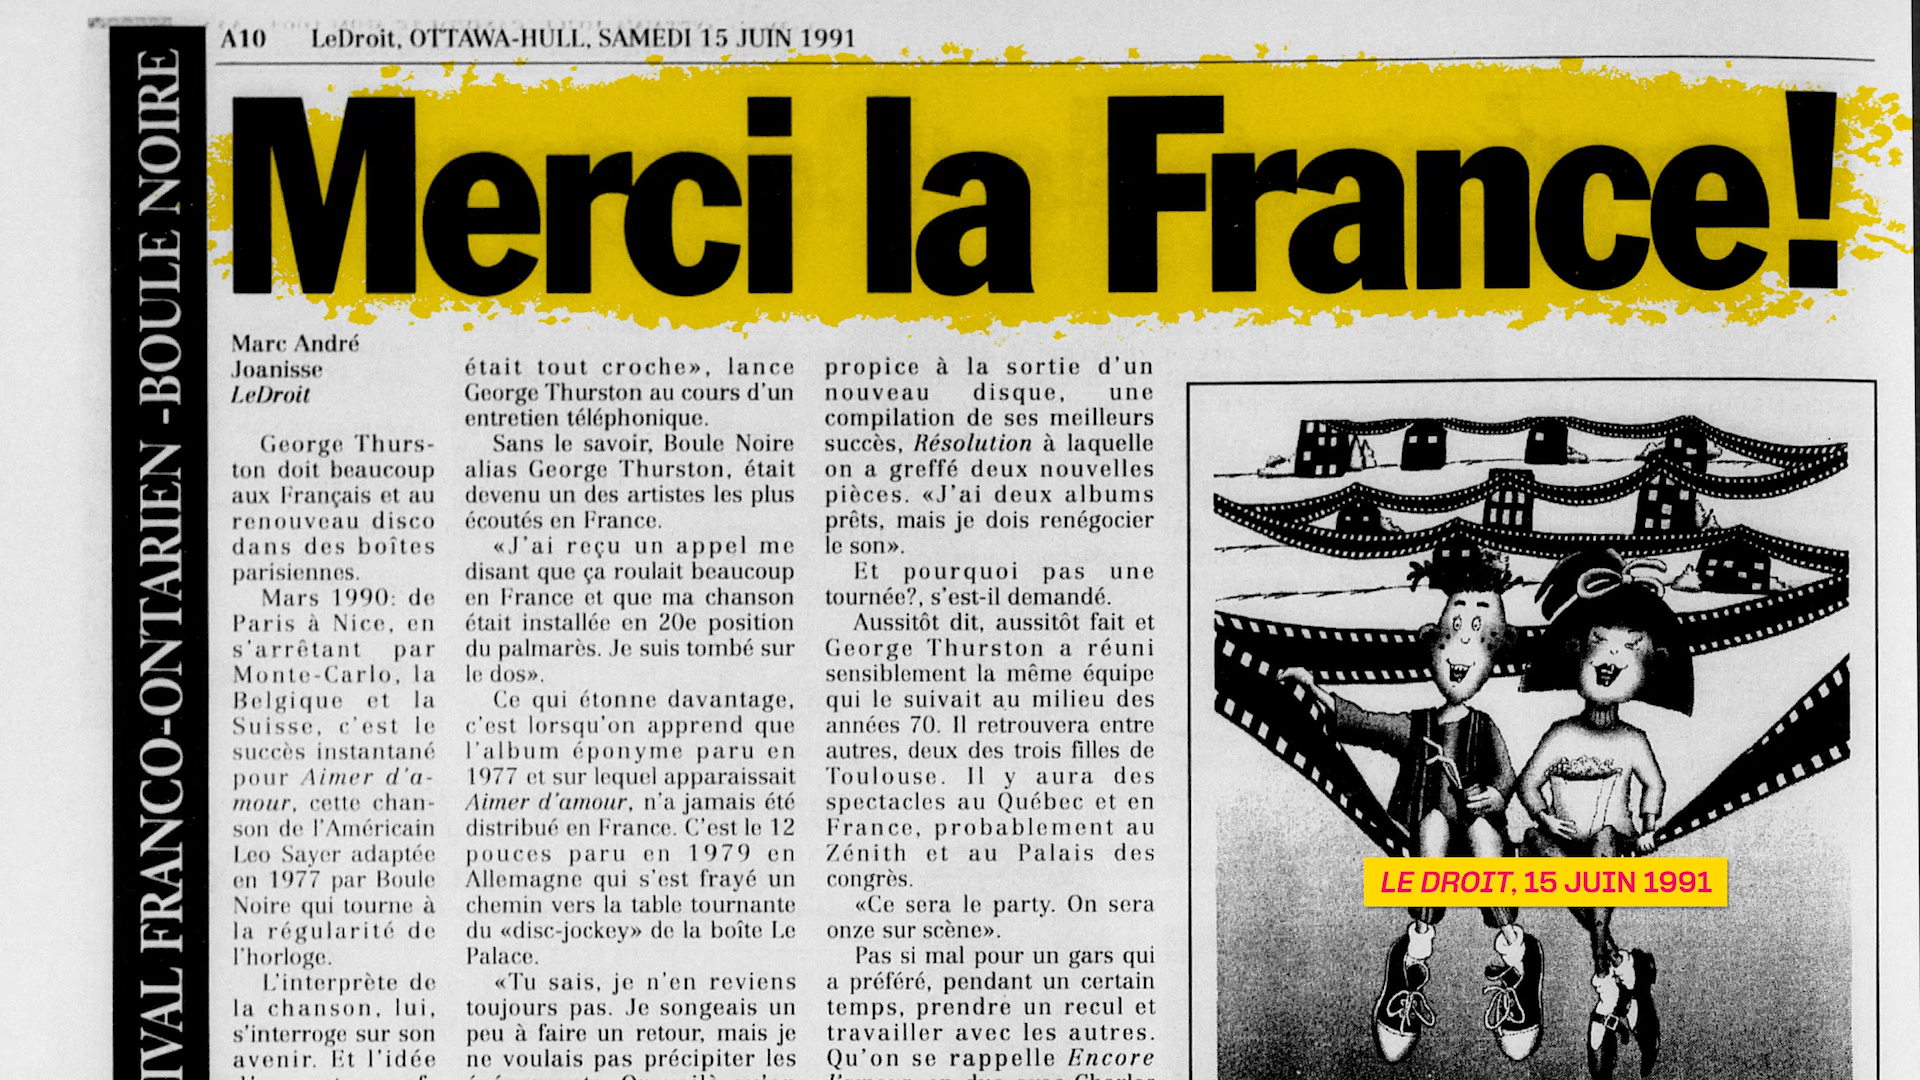 A10 LeDroit, OTTAWA-HULL, SAMEDI 15 JUIN 1991
IVAL FRANCO-ONTARIEN -BOULE NOIRE
Merci la France!
Marc André
Joanisse
LeDroit
George Thurs-
ton doit beaucoup
aux Français et au
renouveau disco
dans des boîtes
parisiennes.
Mars 1990: de
Paris à Nice, en
s'arrêtant par
Monte-Carlo, la
Belgique et la
Suisse, c'est le
succès instantané
pour Aimer d'a-
mour, cette chan-
son de l'Américain
Leo Sayer adaptée
en 1977 par Boule
Noire qui tourne à
la régularité de
l'horloge.
L'interprète de
la chanson, lui,
s'interroge sur son
avenir. Et l'idée
était tout croche», lance
George Thurston au cours d'un
entretien téléphonique.
Sans le savoir, Boule Noire
alias George Thurston, était
devenu un des artistes les plus
écoutés en France.
«J'ai reçu un appel me
disant que ça roulait beaucoup
en France et que ma chanson
était installée en 20e position
du palmarès. Je suis tombé sur
le dos».
Ce qui étonne davantage,
c'est lorsqu'on apprend que
l'album éponyme paru en
1977 et sur lequel apparaissait
Aimer d'amour, n'a jamais été
distribué en France. C'est le 12
pouces paru en 1979 en
Allemagne qui s'est frayé un
chemin vers la table tournante
du «disc-jockey» de la boîte Le
Palace.
«Tu sais, je n'en reviens
toujours pas. Je songeais un
peu à faire un retour, mais je
ne voulais pas précipiter les
propice à la sortie d'un
nouveau disque, une
compilation de ses meilleurs
succès, Résolution à laquelle
on a greffé deux nouvelles
pièces. «J'ai deux albums
prêts, mais je dois renégocier
le son».
Et pourquoi pas une
tournée?, s'est-il demandé.
Aussitôt dit, aussitôt fait et
George Thurston a réuni
sensiblement la même équipe
qui le suivait au milieu des
années 70. Il retrouvera entre
autres, deux des trois filles de
Toulouse. Il y aura des
spectacles au Québec et en
France, probablement au
Zénith et au Palais des
congrès.
«Ce sera le party. On sera
onze sur scène».
Pas si mal pour un gars qui
a préféré, pendant un certain
temps, prendre un recul et
travailler avec les autres.
Qu'on se rappelle Encore
LE DROIT, 15 JUIN 1991